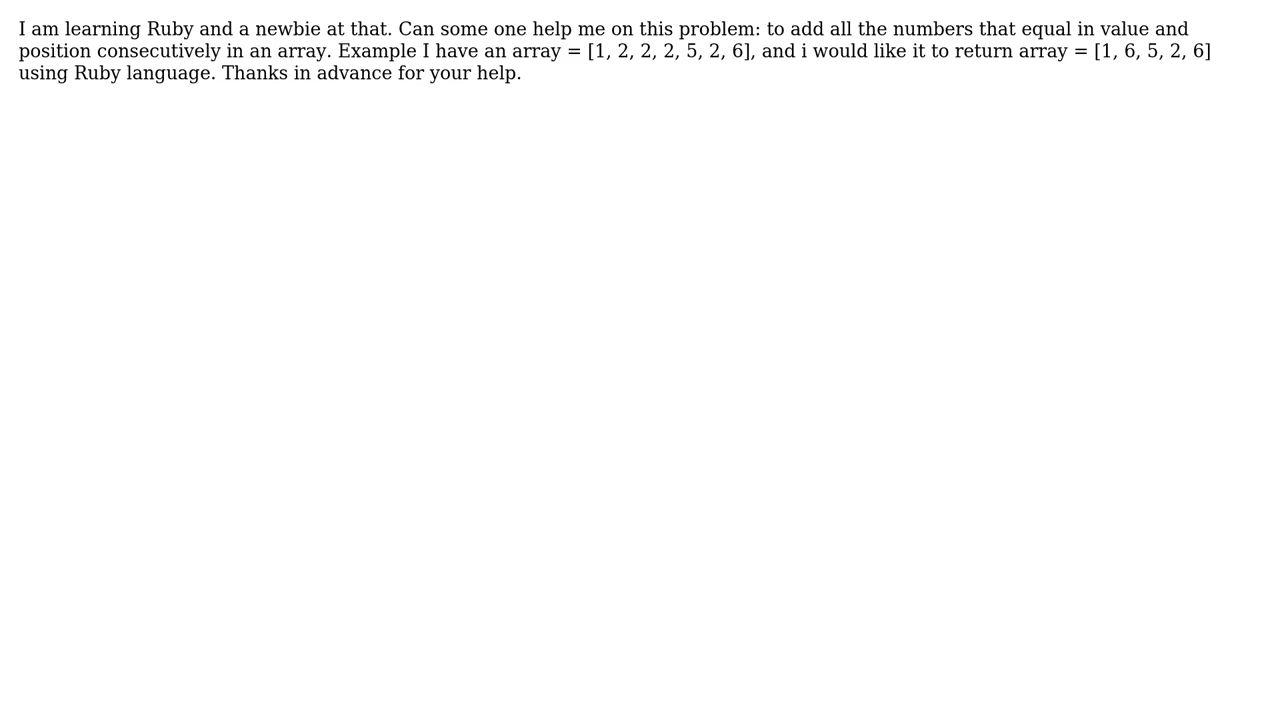 I am learning Ruby and a newbie at that. Can some one help me on this problem: to add all the numbers that equal in value and
position consecutively in an array. Example I have an array = [1, 2, 2, 2, 5, 2, 6], and i would like it to return array = [1, 6, 5, 2, 6]
using Ruby language. Thanks in advance for your help.